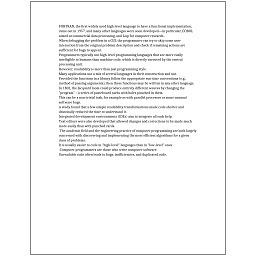 FORTRAN, the first widely used high-level language to have a functional implementation,
came out in 1957, and many other languages were soon developed—in particular, COBOL
aimed at commercial data processing, and Lisp for computer research.
When debugging the problem in a GUI, the programmer can try to skip some user
interaction from the original problem description and check if remaining actions are
sufficient for bugs to appear.
Programmers typically use high-level programming languages that are more easily
intelligible to humans than machine code, which is directly executed by the central
processing unit.
However, readability is more than just programming style.
Many applications use a mix of several languages in their construction and use.
Provided the functions in a library follow the appropriate run-time conventions (e.g.,
method of passing arguments), then these functions may be written in any other language.
In 1801, the Jacquard loom could produce entirely different weaves by changing the
"program" – a series of pasteboard cards with holes punched in them.
This can be a non-trivial task, for example as with parallel processes or some unusual
software bugs.
A study found that a few simple readability transformations made code shorter and
drastically reduced the time to understand it.
Integrated development environments (IDEs) aim to integrate all such help.
Text editors were also developed that allowed changes and corrections to be made much
more easily than with punched cards.
The academic field and the engineering practice of computer programming are both largely
concerned with discovering and implementing the most efficient algorithms for a given
class of problems.
It is usually easier to code in "high-level" languages than in "low-level" ones.
Computer programmers are those who write computer software.
Unreadable code often leads to bugs, inefficiencies, and duplicated code.